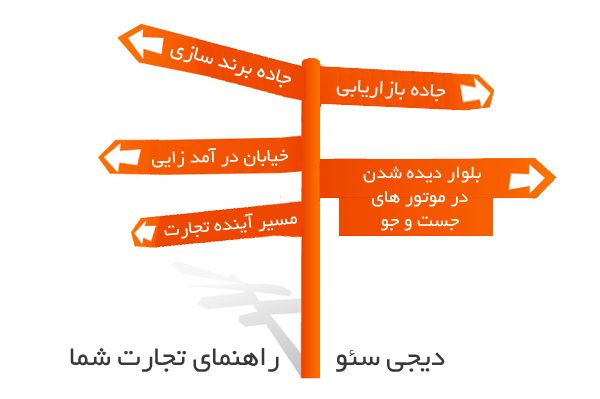 جاده برند سازی
جاده بازاریابی
خیابان در آمد زایی
بلوار دیده شدن
در موتور های
جست و جو
مسیر آینده تجارت
دیجی سئو راهنمای تجارت شما